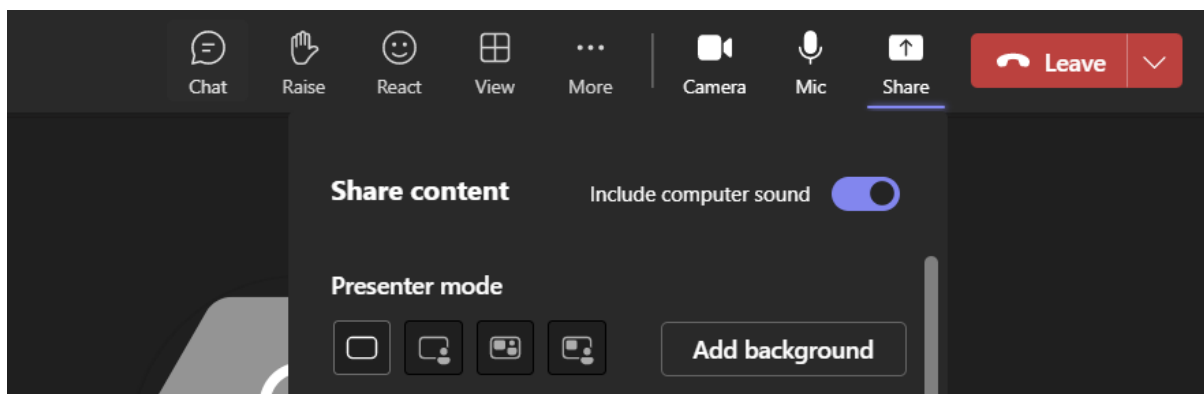 Chat Raise React View More Camera Mic Share Leave
Share content Include computer sound
Presenter mode
Add background